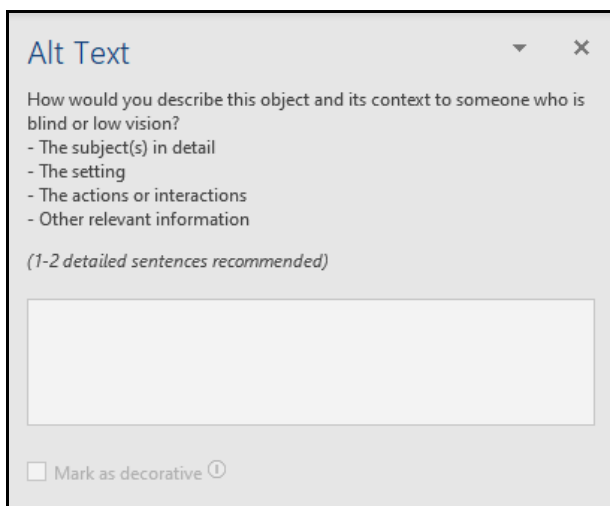 Alt Text
How would you describe this object and its context to someone who is
blind or low vision?
- The subject(s) in detail
- The setting
- The actions or interactions
- Other relevant information
(1-2 detailed sentences recommended)
Mark as decorative